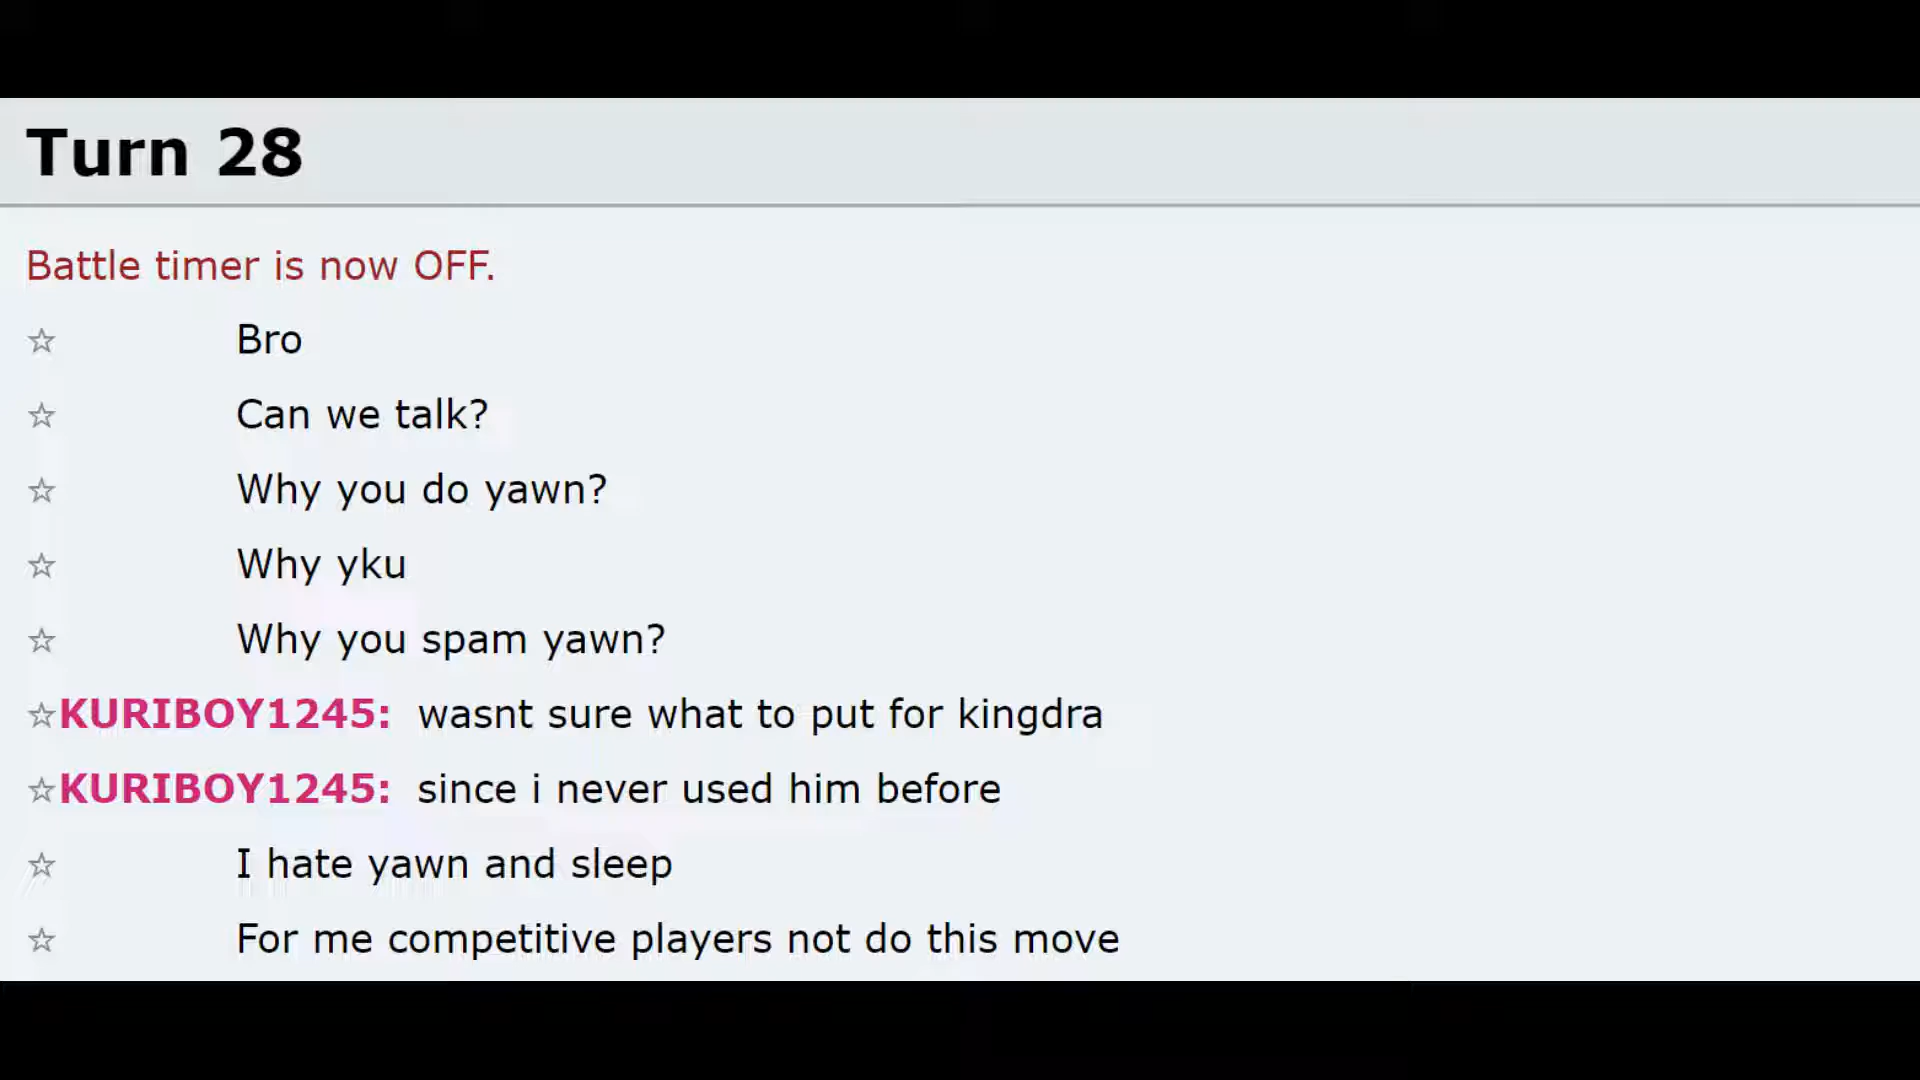 Turn 28
Battle timer is now OFF.
☆ Bro
☆ Can we talk?
☆ Why you do yawn?
☆ Why yku
☆ Why you spam yawn?
☆KURIBOY1245: wasnt sure what to put for kingdra
☆KURIBOY1245: since i never used him before
☆ I hate yawn and sleep
☆ For me competitive players not do this move